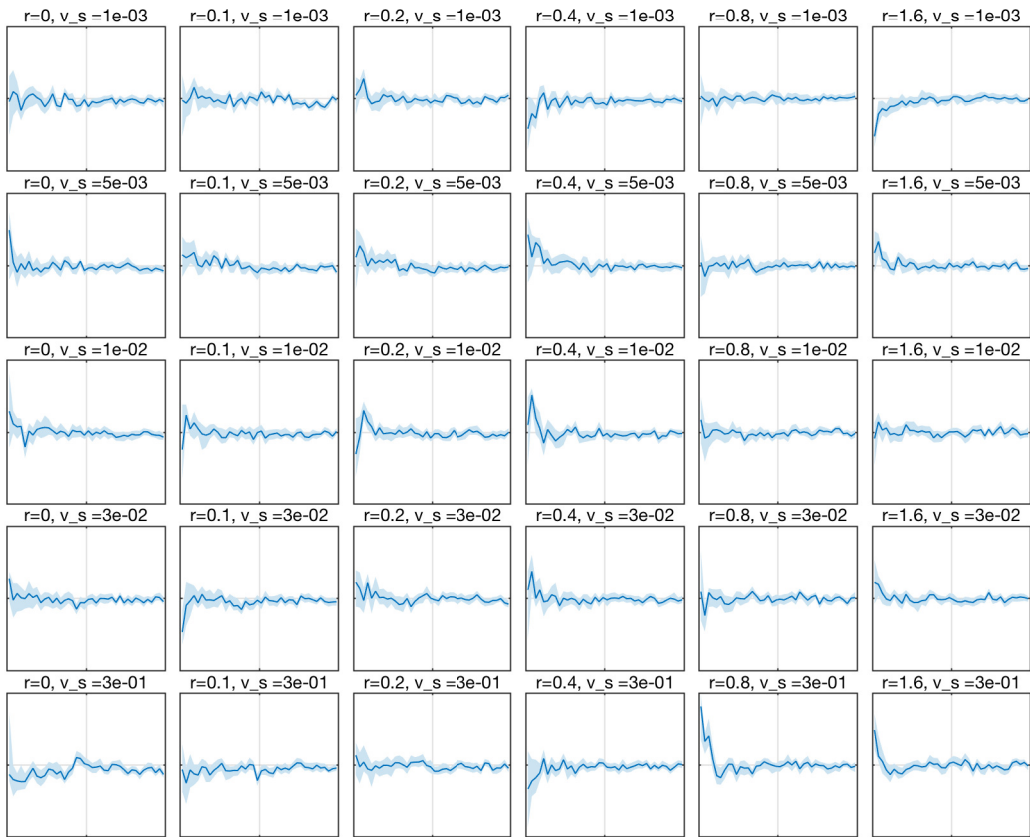 r=0, v_s =1e-03 r=0.1, v_s =1e-03 r=0.2, v_s =1e-03 r=0.4, v_s =1e-03 r=0.8, v_s =1e-03 r=1.6, v_s =1e-03
r=0, v_s =5e-03 r=0.1, v_s =5e-03 r=0.2, v_s =5e-03 r=0.4, v_s =5e-03 r=0.8, v_s =5e-03 r=1.6, v_s =5e-03
r=0, v_s =1e-02 r=0.1, v_s =1e-02 r=0.2, v_s =1e-02 r=0.4, v_s =1e-02 r=0.8, v_s =1e-02 r=1.6, v_s =1e-02
r=0, v_s =3e-02 r=0.1, v_s =3e-02 r=0.2, v_s =3e-02 r=0.4, v_s =3e-02 r=0.8, v_s =3e-02 r=1.6, v_s =3e-02
r=0, v_s =3e-01 r=0.1, v_s =3e-01 r=0.2, v_s =3e-01 r=0.4, v_s =3e-01 r=0.8, v_s =3e-01 r=1.6, v_s =3e-01